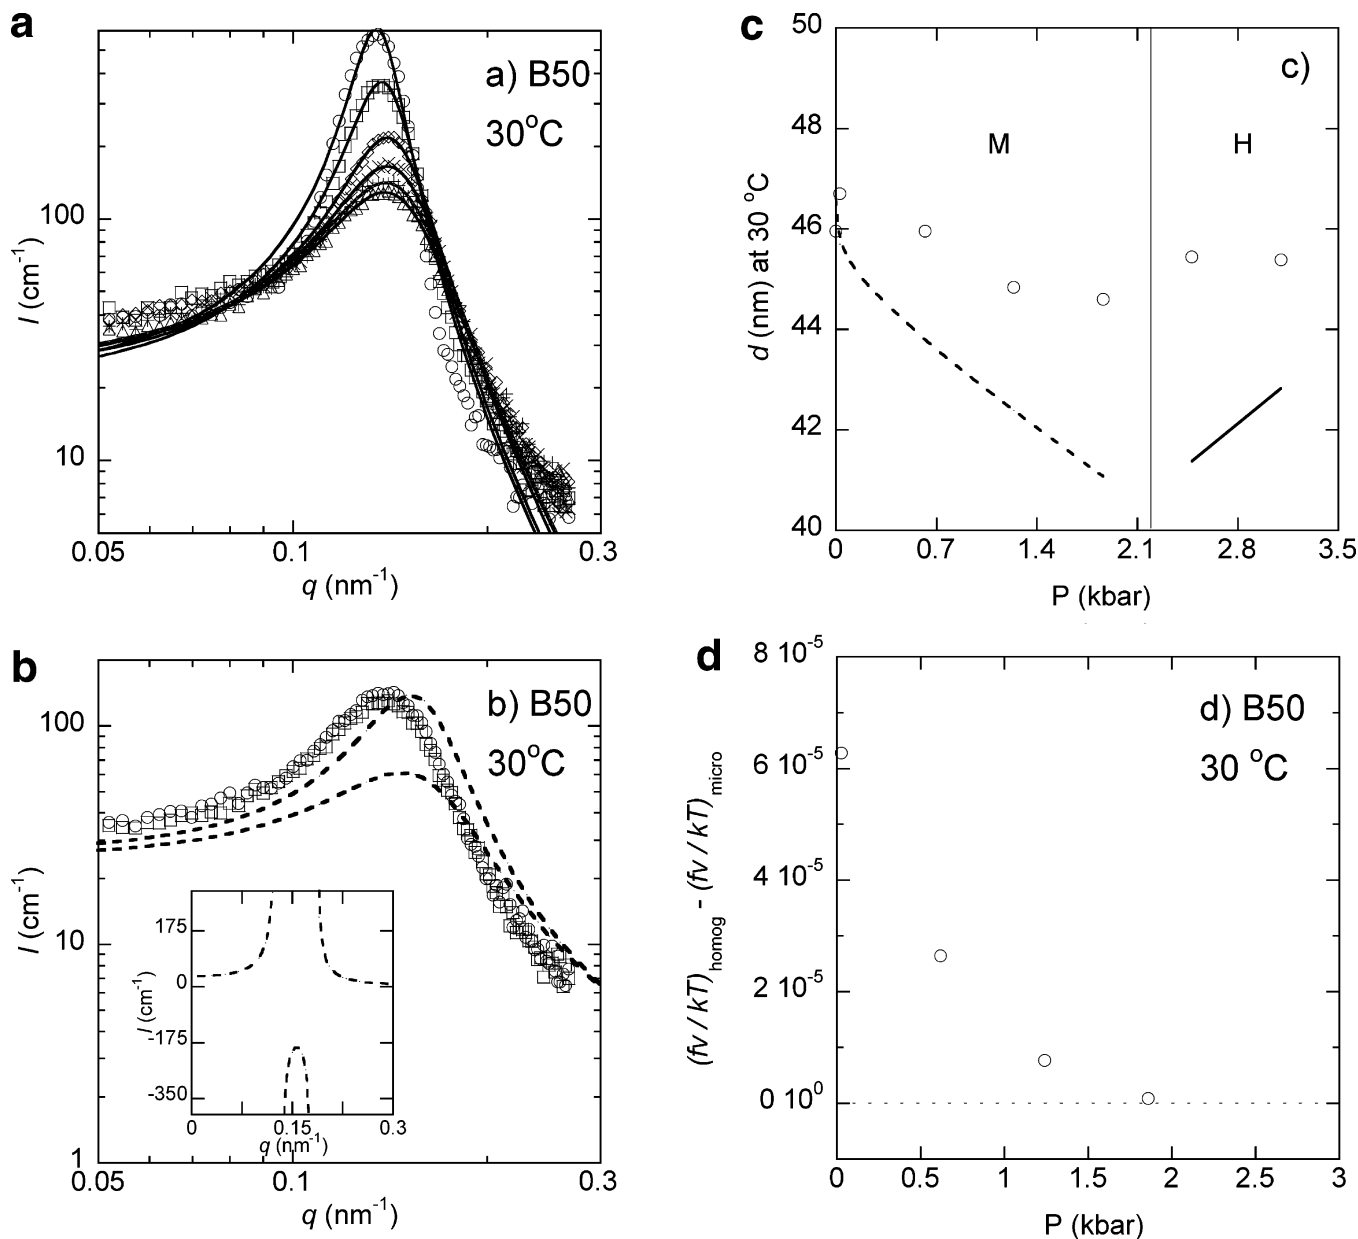 a
a) B50
30°C
100
10
I (cm⁻¹)
0.05
0.1
0.3
q (nm⁻¹)
b
b) B50
30°C
100
10
1
I (cm⁻¹)
175
0
-175
-350
I (cm⁻¹)
0
0.15
0.3
q (nm⁻¹)
0.05
0.1
0.3
q (nm⁻¹)
c
c)
M
H
50
48
46
44
42
40
d (nm) at 30 °C
0
0.7
1.4
2.1
2.8
3.5
P (kbar)
d
d) B50
30 °C
8 10⁻⁵
6 10⁻⁵
4 10⁻⁵
2 10⁻⁵
0 10⁰
(fv / kT)homog - (fv / kT)micro
0
0.5
1
1.5
2
2.5
3
P (kbar)